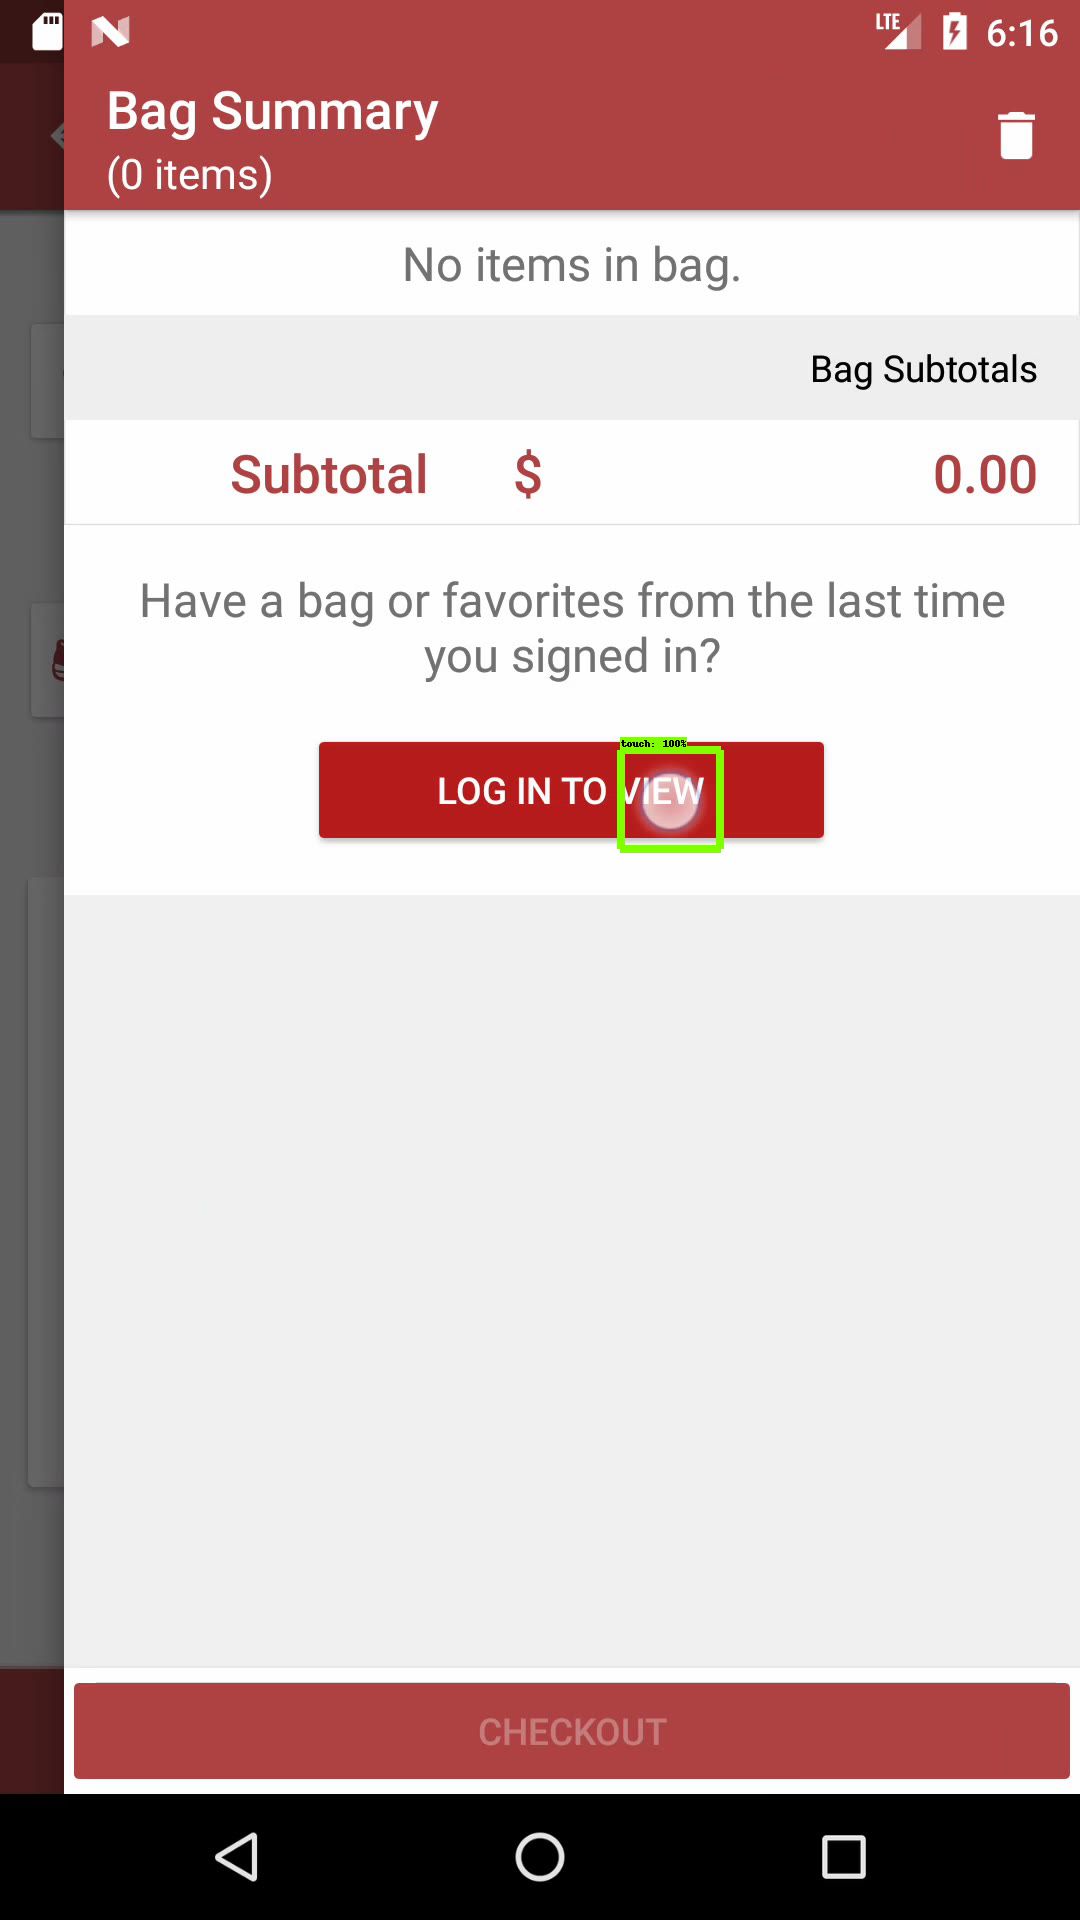 LTE 6:16
Bag Summary
(0 items)
No items in bag.
Bag Subtotals
Subtotal $ 0.00
Have a bag or favorites from the last time
you signed in?
touch: 100%
LOG IN TO VIEW
CHECKOUT